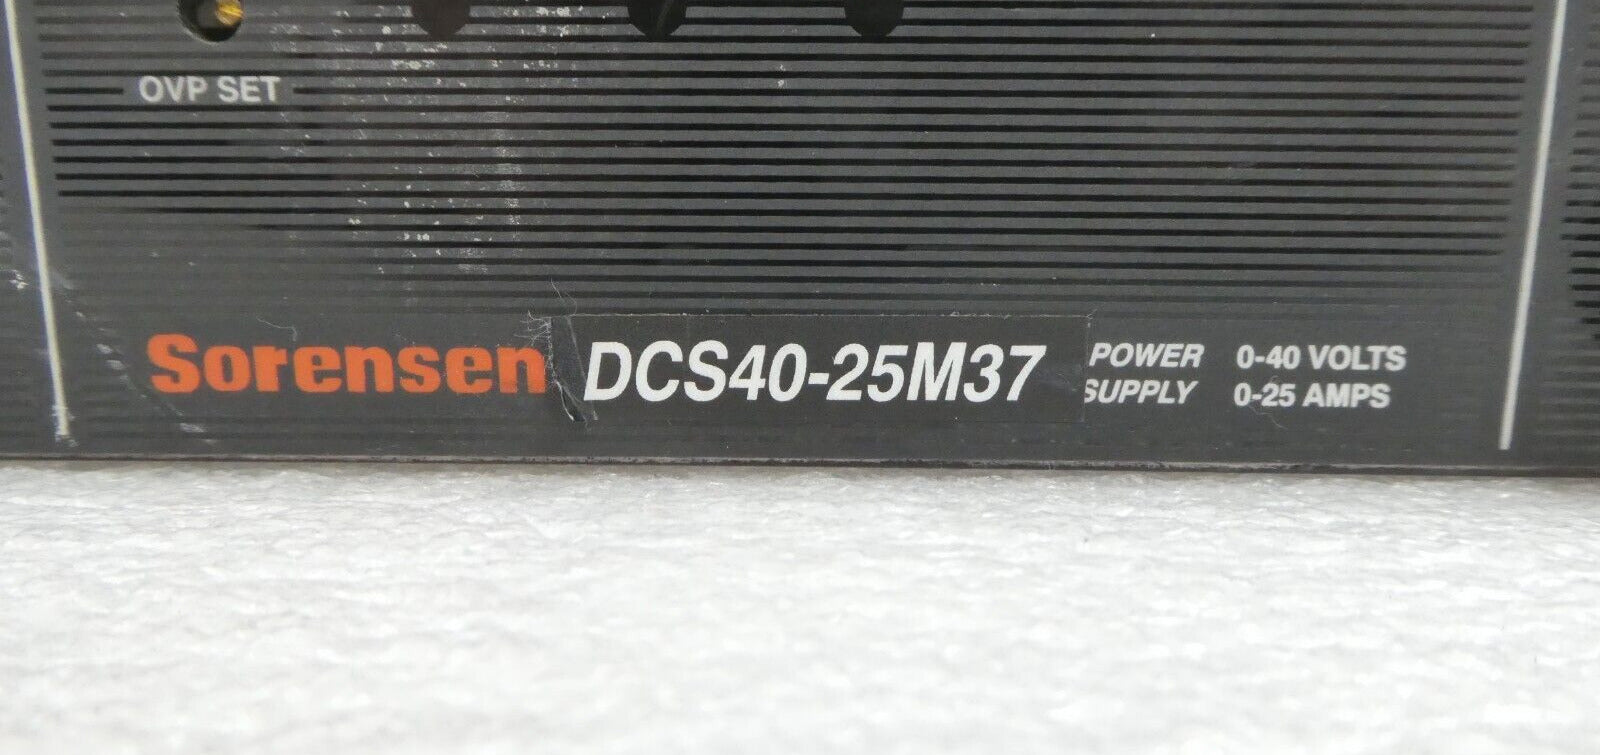 OVP SET
Sorensen DCS40-25M37 POWER SUPPLY
0-40 VOLTS
0-25 AMPS